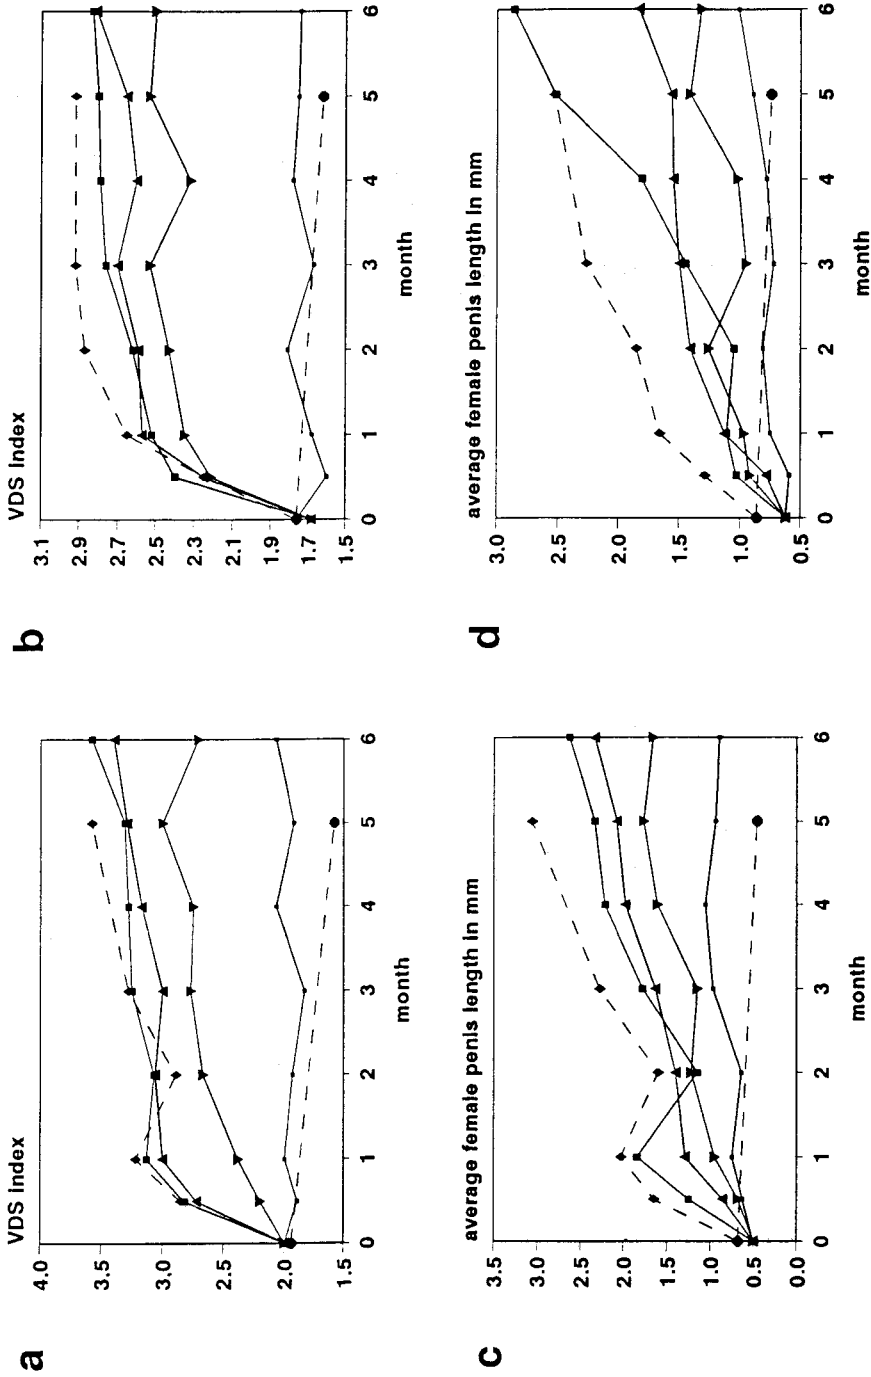 a
VDS Index
4.0
3.5
3.0
2.5
2.0
1.5
0 1 2 3 4 5 6
month
b
VDS Index
3.1
2.9
2.7
2.5
2.3
2.1
1.9
1.7
1.5
0 1 2 3 4 5 6
month
c
average female penis length in mm
3.5
3.0
2.5
2.0
1.5
1.0
0.5
0.0
0 1 2 3 4 5 6
month
d
average female penis length in mm
3.0
2.5
2.0
1.5
1.0
0.5
0 1 2 3 4 5 6
month